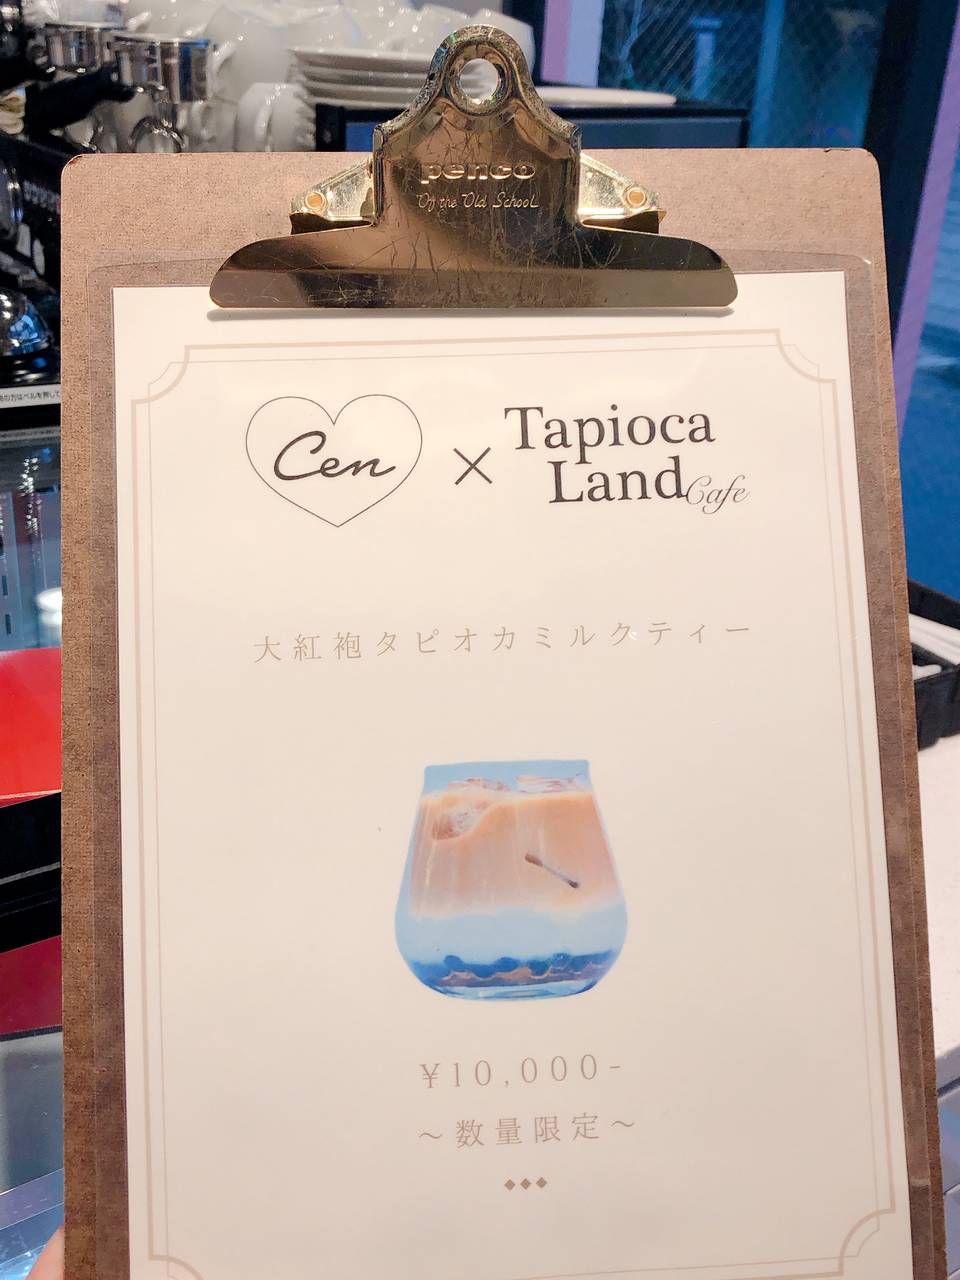 penco
Of the Old School
Cen
×
Tapioca
Land Cafe
大紅袍タピオカミルクティー
¥10,000-
～数量限定～